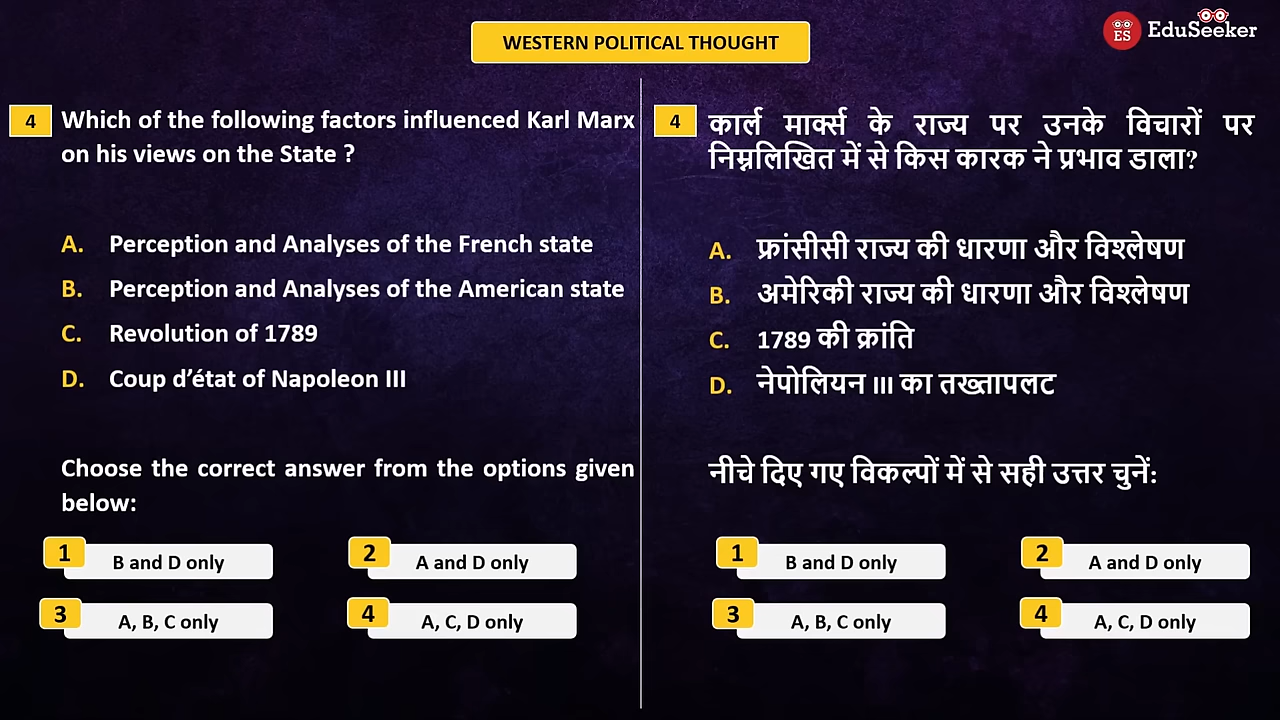 WESTERN POLITICAL THOUGHT
ES EduSeeker
4 Which of the following factors influenced Karl Marx
on his views on the State ?
A. Perception and Analyses of the French state
B. Perception and Analyses of the American state
C. Revolution of 1789
D. Coup d’état of Napoleon III
Choose the correct answer from the options given
below:
1 B and D only
2 A and D only
3 A, B, C only
4 A, C, D only
4 कार्ल मार्क्स के राज्य पर उनके विचारों पर
निम्नलिखित में से किस कारक ने प्रभाव डाला?
A. फ्रांसीसी राज्य की धारणा और विश्लेषण
B. अमेरिकी राज्य की धारणा और विश्लेषण
C. 1789 की क्रांति
D. नेपोलियन III का तख्तापलट
नीचे दिए गए विकल्पों में से सही उत्तर चुनें:
1 B and D only
2 A and D only
3 A, B, C only
4 A, C, D only